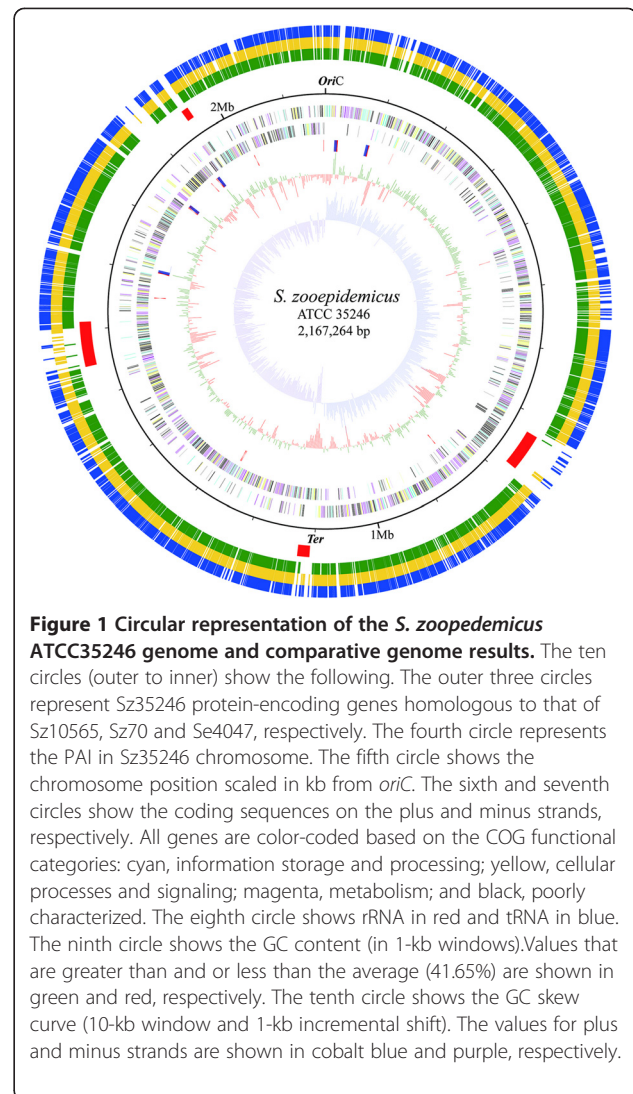 OriC
2Mb
S. zooepidemicus
ATCC 35246
2,167,264 bp
Ter
1Mb
Figure 1 Circular representation of the S. zoopedemicus
ATCC35246 genome and comparative genome results. The ten
circles (outer to inner) show the following. The outer three circles
represent Sz35246 protein-encoding genes homologous to that of
Sz10565, Sz70 and Se4047, respectively. The fourth circle represents
the PAI in Sz35246 chromosome. The fifth circle shows the
chromosome position scaled in kb from oriC. The sixth and seventh
circles show the coding sequences on the plus and minus strands,
respectively. All genes are color-coded based on the COG functional
categories: cyan, information storage and processing; yellow, cellular
processes and signaling; magenta, metabolism; and black, poorly
characterized. The eighth circle shows rRNA in red and tRNA in blue.
The ninth circle shows the GC content (in 1-kb windows).Values that
are greater than and or less than the average (41.65%) are shown in
green and red, respectively. The tenth circle shows the GC skew
curve (10-kb window and 1-kb incremental shift). The values for plus
and minus strands are shown in cobalt blue and purple, respectively.